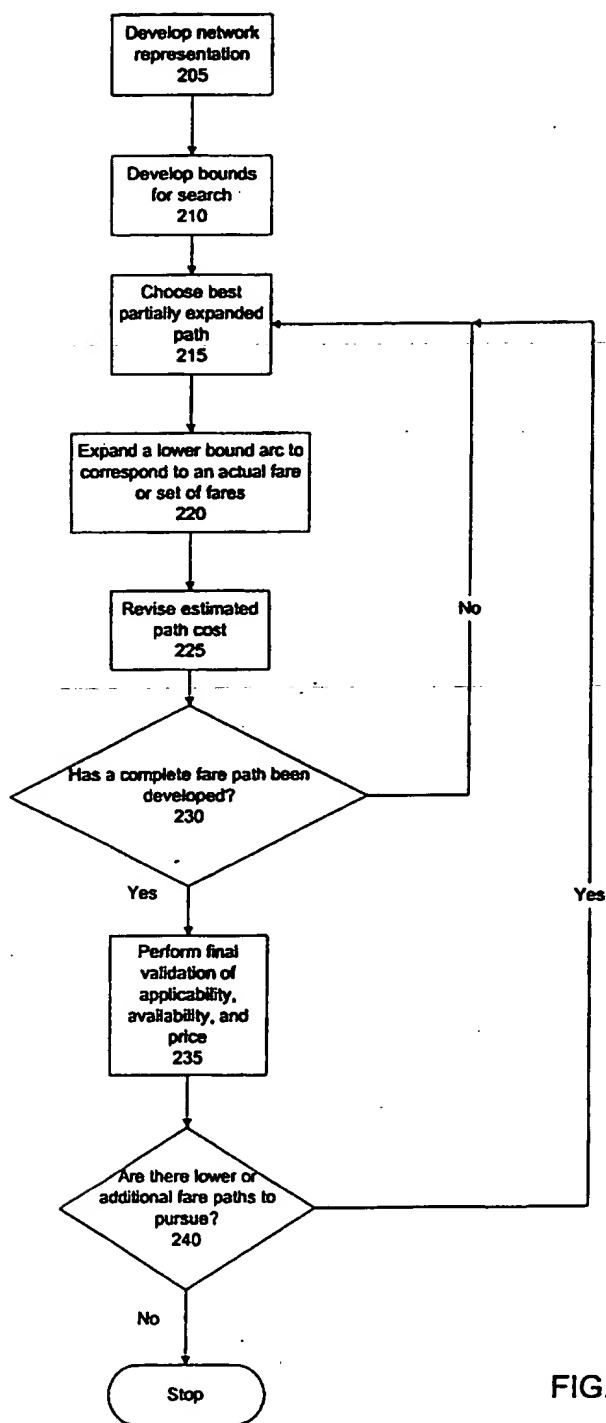 Develop network
representation
205
Develop bounds
for search
210
Choose best
partially expanded
path
215
Expand a lower bound arc to
correspond to an actual fare
or set of fares
220
Revise estimated
path cost
225
No
Has a complete fare path been
developed?
230
Yes
Yes
Perform final
validation of
applicability,
availability, and
price
235
Are there lower or
additional fare paths to
pursue?
240
No
Stop
FIG.